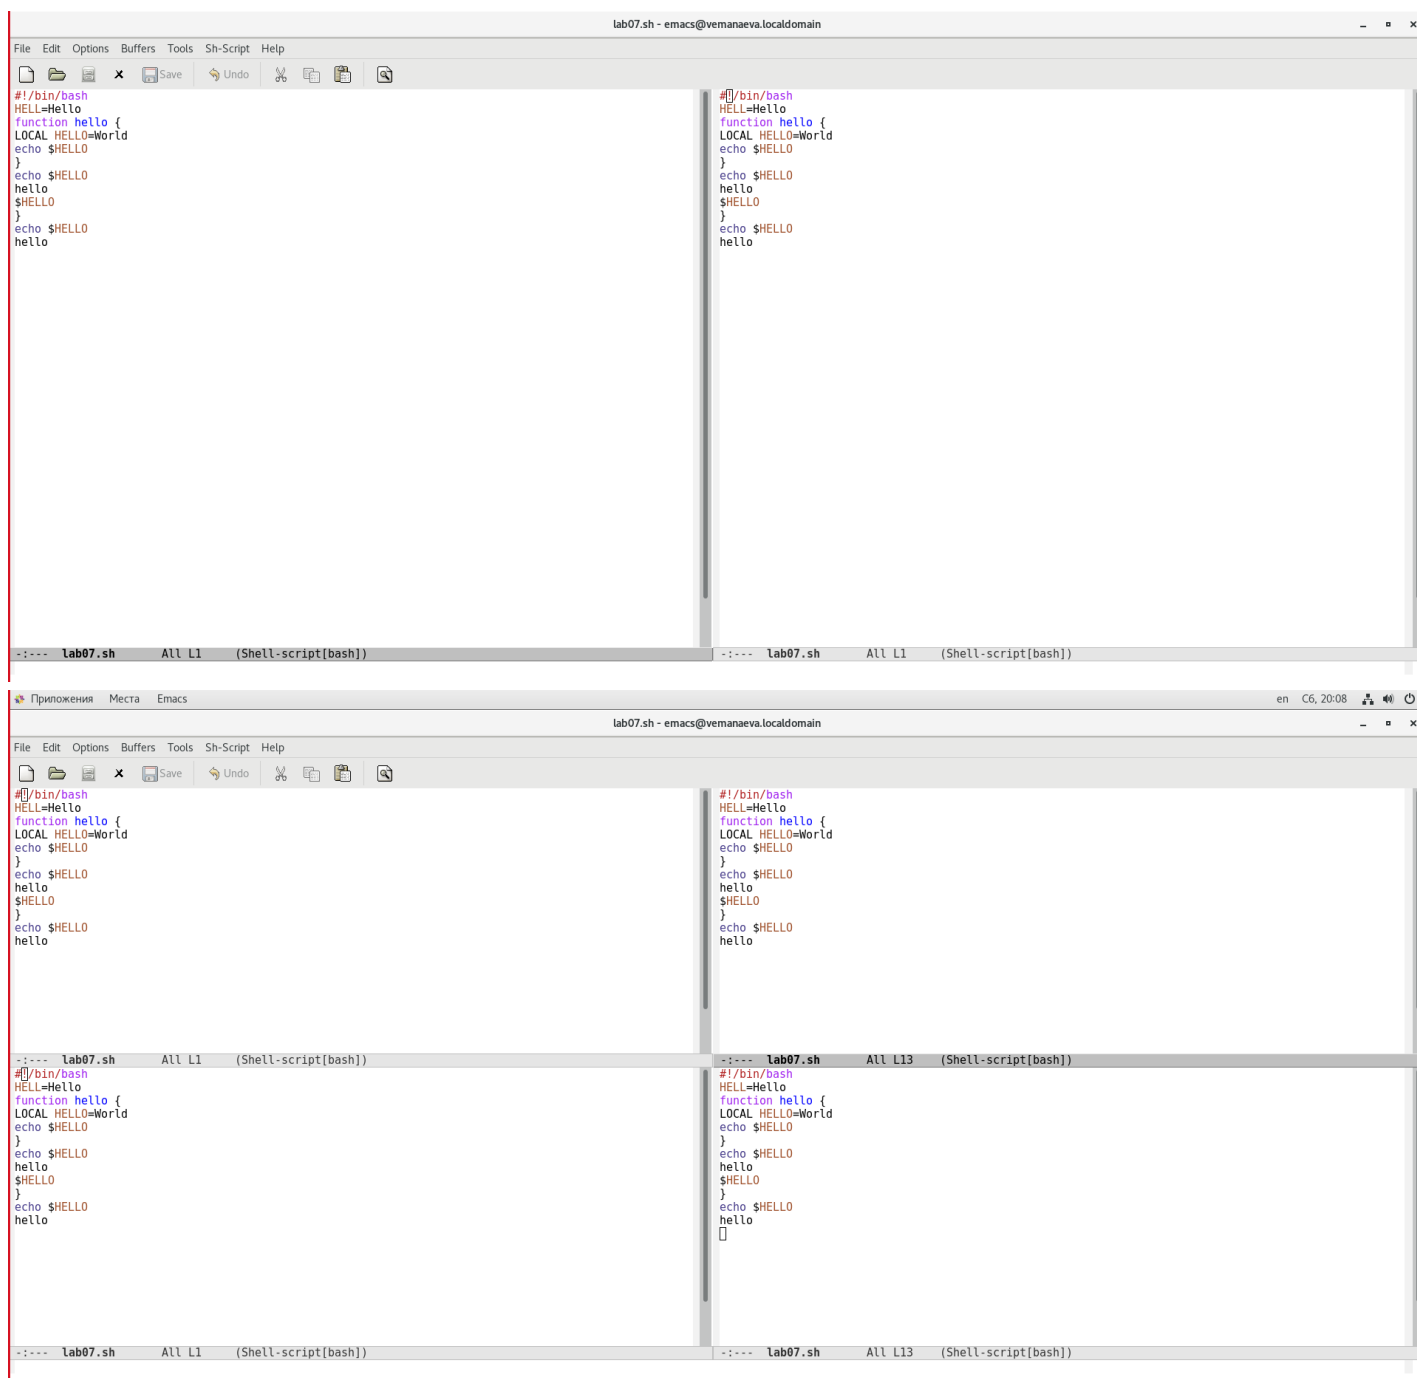 lab07.sh - emacs@vemanaeva.localdomain
File Edit Options Buffers Tools Sh-Script Help
Save Undo
#!/bin/bash
HELL=Hello
function hello {
LOCAL HELLO=World
echo $HELLO
}
echo $HELLO
hello
$HELLO
}
echo $HELLO
hello
-:--- lab07.sh All L1 (Shell-script[bash])
#!/bin/bash
HELL=Hello
function hello {
LOCAL HELLO=World
echo $HELLO
}
echo $HELLO
hello
$HELLO
}
echo $HELLO
hello
-:--- lab07.sh All L1 (Shell-script[bash])
Приложения Места Emacs en Сб, 20:08
lab07.sh - emacs@vemanaeva.localdomain
File Edit Options Buffers Tools Sh-Script Help
Save Undo
#!/bin/bash
HELL=Hello
function hello {
LOCAL HELLO=World
echo $HELLO
}
echo $HELLO
hello
$HELLO
}
echo $HELLO
hello
-:--- lab07.sh All L1 (Shell-script[bash])
#!/bin/bash
HELL=Hello
function hello {
LOCAL HELLO=World
echo $HELLO
}
echo $HELLO
hello
$HELLO
}
echo $HELLO
hello
-:--- lab07.sh All L13 (Shell-script[bash])
#!/bin/bash
HELL=Hello
function hello {
LOCAL HELLO=World
echo $HELLO
}
echo $HELLO
hello
$HELLO
}
echo $HELLO
hello
-:--- lab07.sh All L1 (Shell-script[bash])
#!/bin/bash
HELL=Hello
function hello {
LOCAL HELLO=World
echo $HELLO
}
echo $HELLO
hello
$HELLO
}
echo $HELLO
hello
-:--- lab07.sh All L13 (Shell-script[bash])